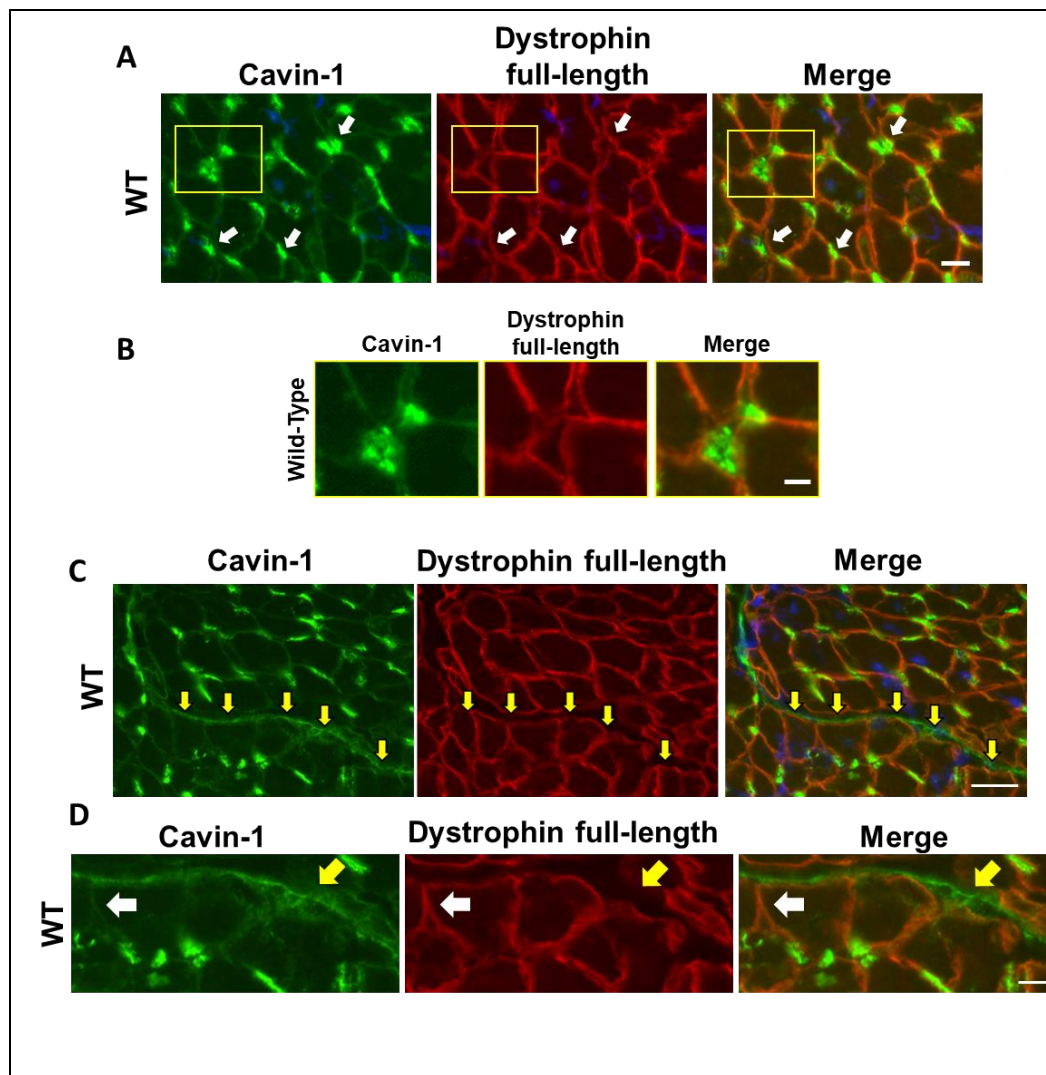 A
Cavin-1
Dystrophin
full-length
Merge
WT
B
Cavin-1
Dystrophin
full-length
Merge
Wild-Type
C
Cavin-1
Dystrophin full-length
Merge
WT
D
Cavin-1
Dystrophin full-length
Merge
WT